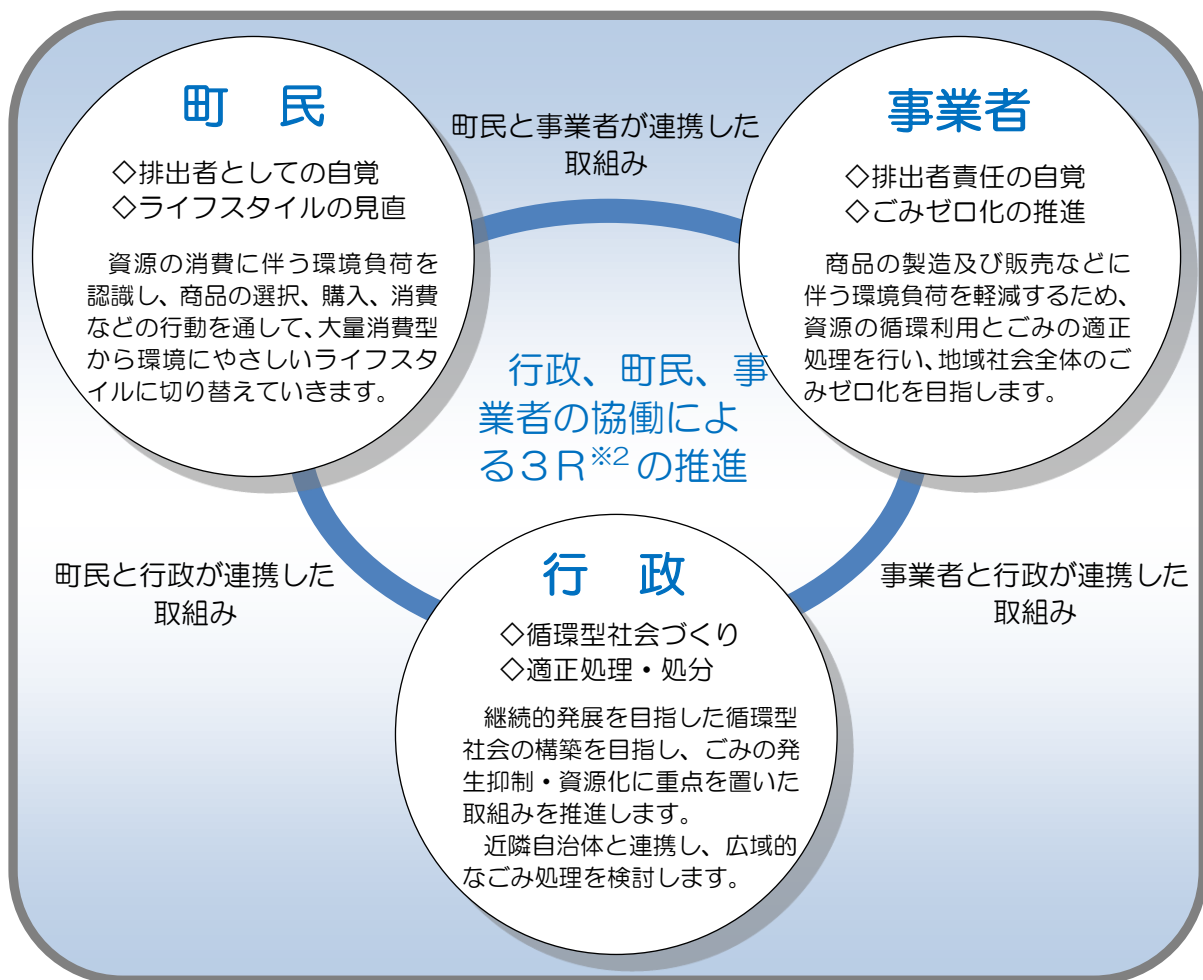 町　民
◇排出者としての自覚
◇ライフスタイルの見直
　資源の消費に伴う環境負荷を
認識し、商品の選択、購入、消費
などの行動を通して、大量消費型
から環境にやさしいライフスタ
イルに切り替えていきます。
町民と事業者が連携した
取組み
事業者
◇排出者責任の自覚
◇ごみゼロ化の推進
　商品の製造及び販売などに
伴う環境負荷を軽減するため、
資源の循環利用とごみの適正
処理を行い、地域社会全体のご
みゼロ化を目指します。
　行政、町民、事
業者の協働によ
る３Ｒ※2の推進
町民と行政が連携した
取組み
事業者と行政が連携した
取組み
行　政
◇循環型社会づくり
◇適正処理・処分
　継続的発展を目指した循環型
社会の構築を目指し、ごみの発
生抑制・資源化に重点を置いた
取組みを推進します。
　近隣自治体と連携し、広域的
なごみ処理を検討します。